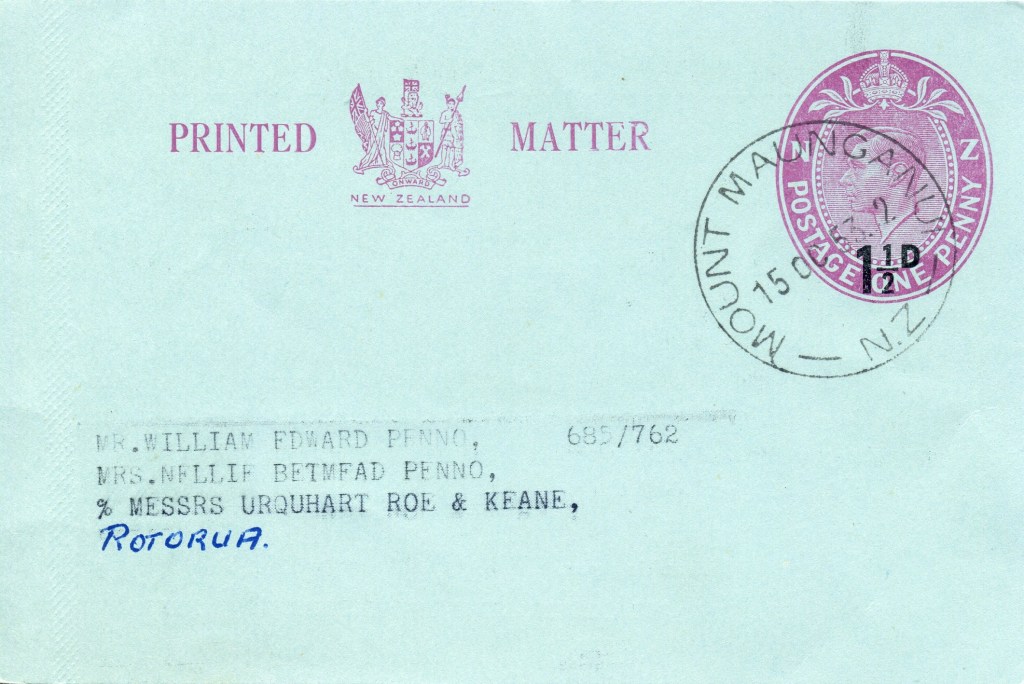 PRINTED MATTER
ONWARD
NEW ZEALAND
N Z
POSTAGE ONE PENNY
1½D
MOUNT MAUNGANUI N.Z
15 OC
MR.WILLIAM EDWARD PENNO, 685/762
MRS.NELLIE BETMEAD PENNO,
% MESSRS URQUHART ROE & KEANE,
ROTORUA.